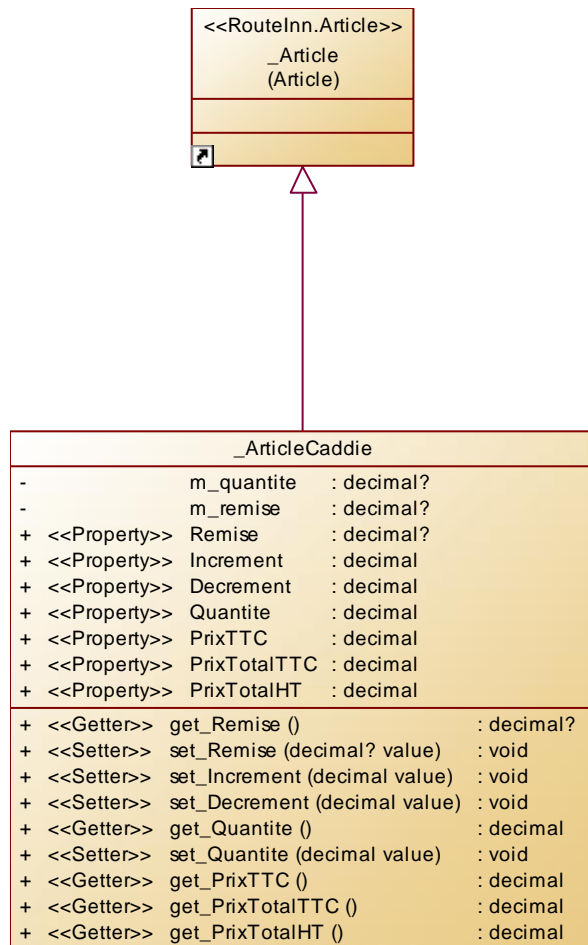 <<RouteInn.Article>>
_Article
(Article)
_ArticleCaddie
- m_quantite : decimal?
- m_remise : decimal?
+ <<Property>> Remise : decimal?
+ <<Property>> Increment : decimal
+ <<Property>> Decrement : decimal
+ <<Property>> Quantite : decimal
+ <<Property>> PrixTTC : decimal
+ <<Property>> PrixTotalTTC : decimal
+ <<Property>> PrixTotalHT : decimal
+ <<Getter>> get_Remise () : decimal?
+ <<Setter>> set_Remise (decimal? value) : void
+ <<Setter>> set_Increment (decimal value) : void
+ <<Setter>> set_Decrement (decimal value) : void
+ <<Getter>> get_Quantite () : decimal
+ <<Setter>> set_Quantite (decimal value) : void
+ <<Getter>> get_PrixTTC () : decimal
+ <<Getter>> get_PrixTotalTTC () : decimal
+ <<Getter>> get_PrixTotalHT () : decimal